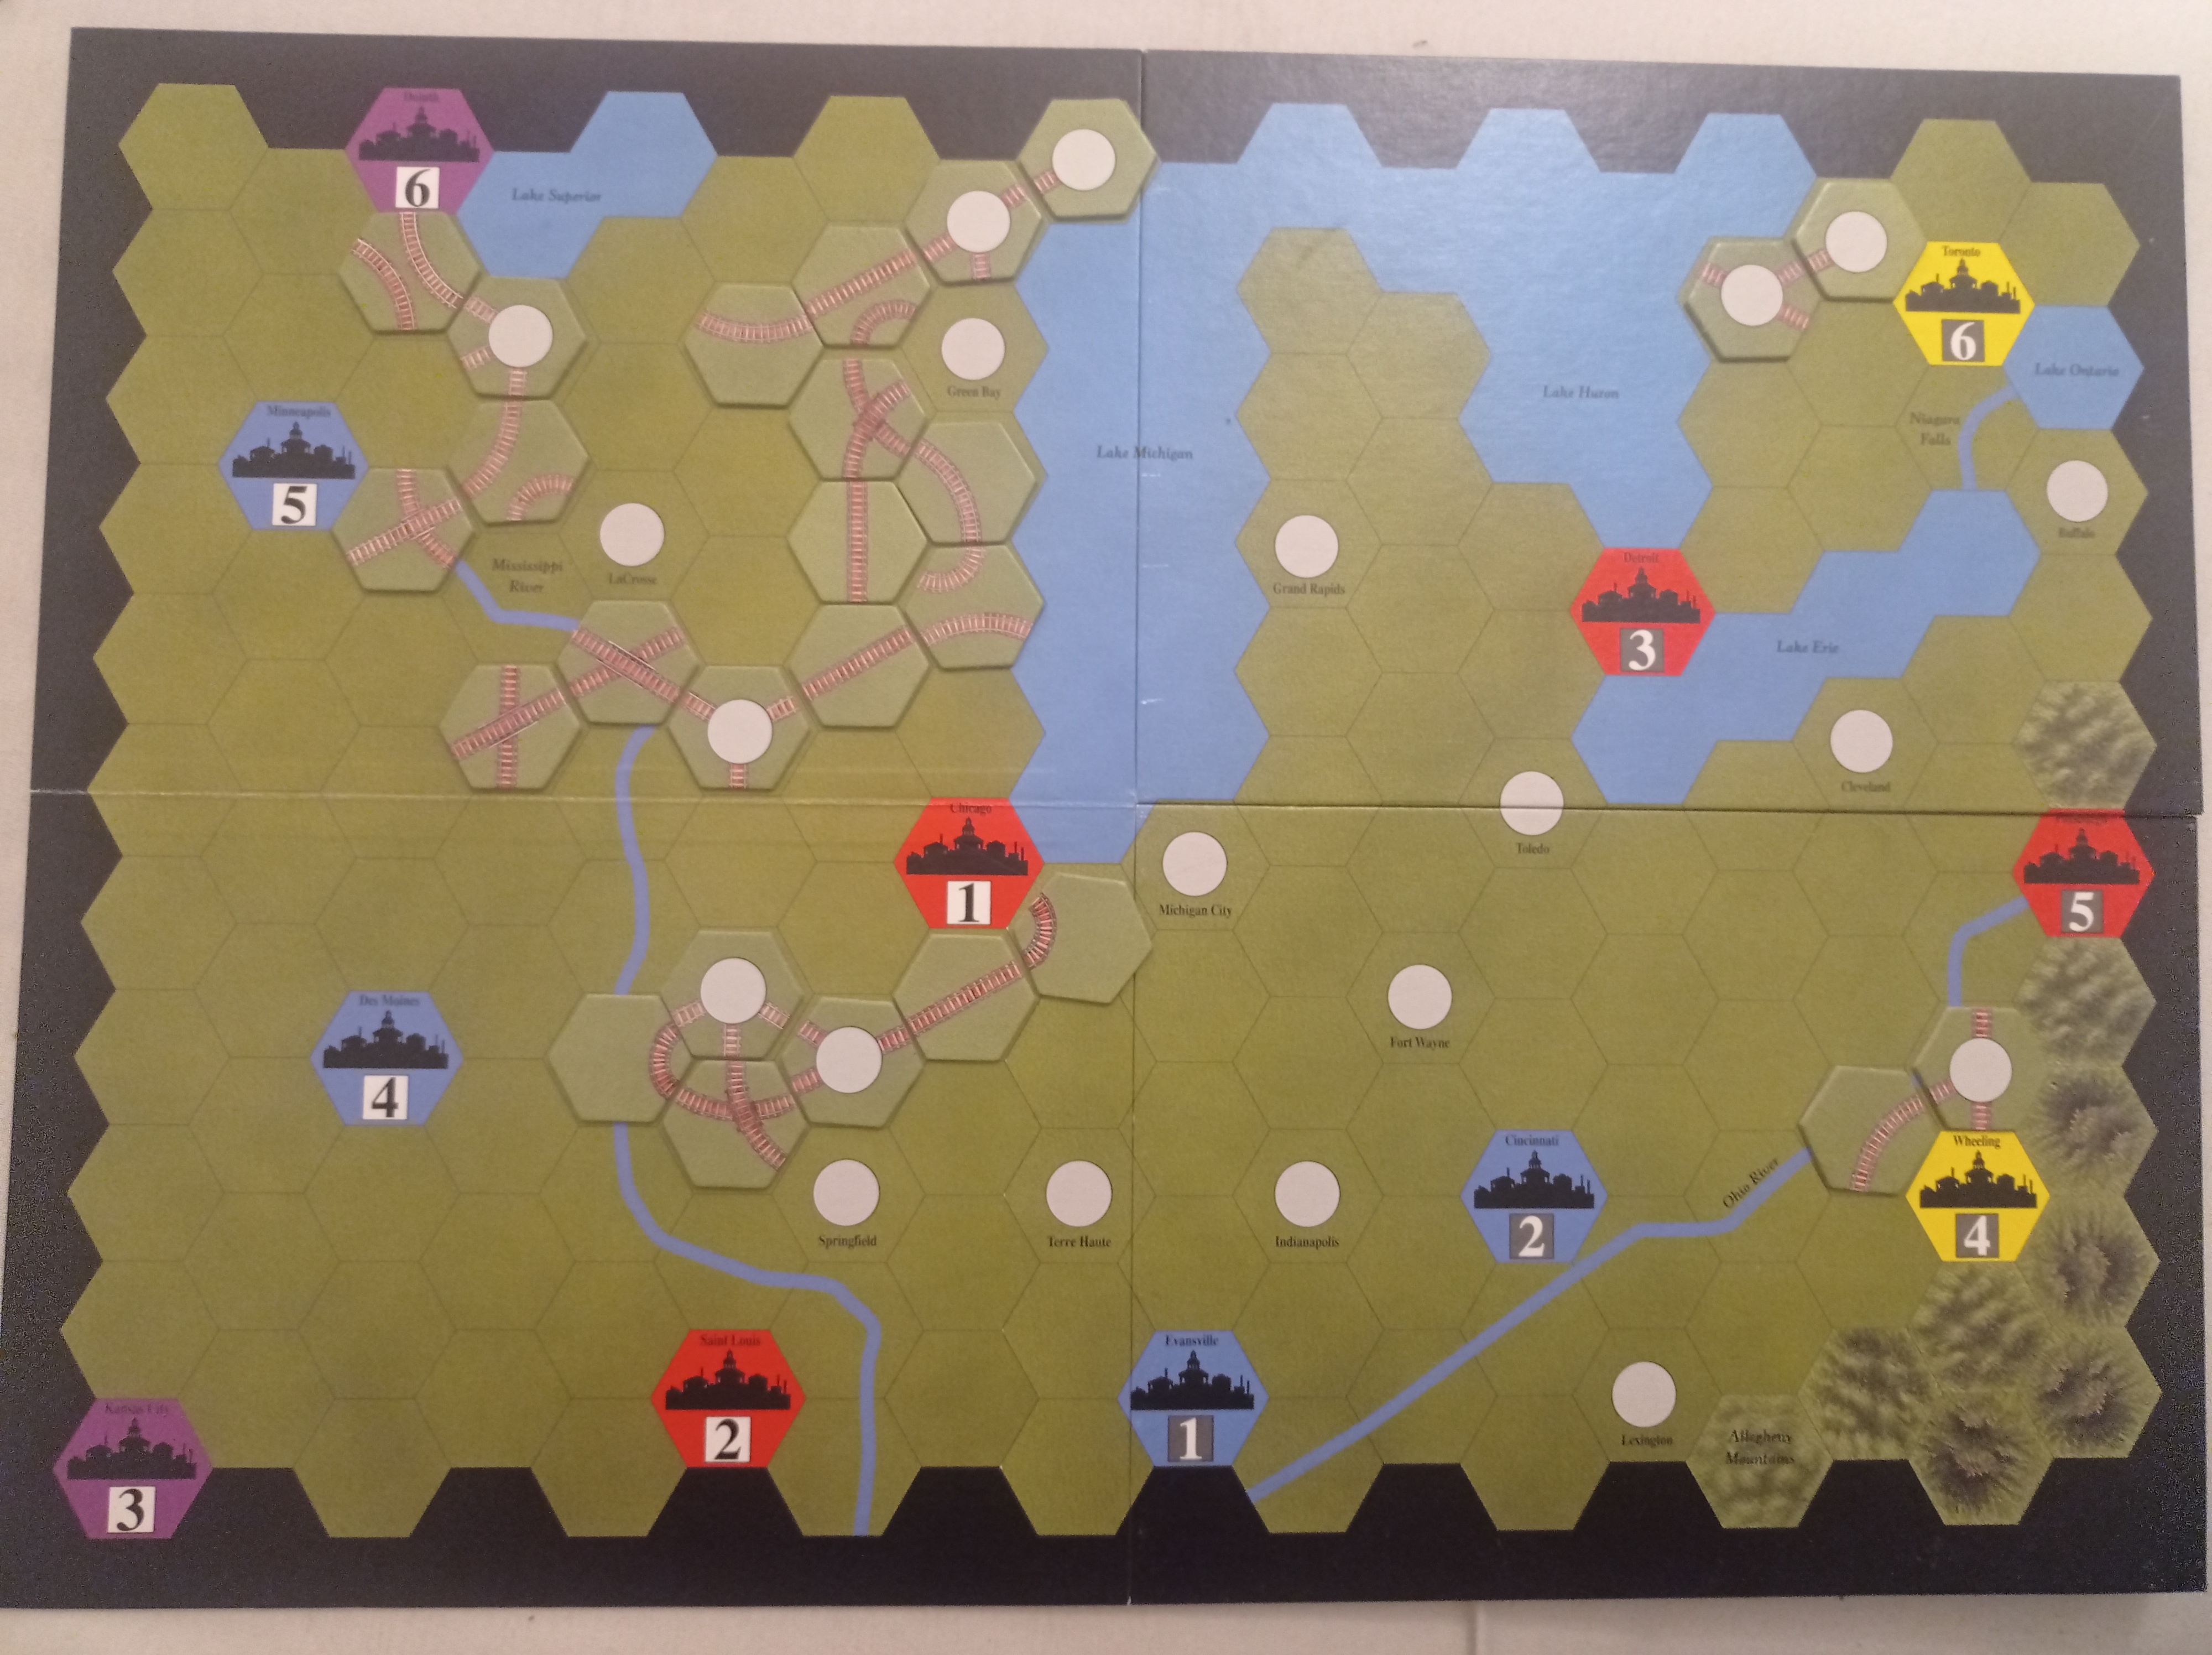 Duluth
6
Lake Superior
Toronto
6
Lake Ontario
Green Bay
Lake Huron
Minneapolis
5
Niagara
Falls
Lake Michigan
Buffalo
Mississippi
River
LaCrosse
Grand Rapids
Detroit
3
Lake Erie
Cleveland
Chicago
1
Toledo
Michigan City
5
Des Moines
4
Fort Wayne
Cincinnati
2
Ohio River
Wheeling
4
Springfield
Terre Haute
Indianapolis
Saint Louis
2
Evansville
1
Lexington
Allegheny
Mountains
Kansas City
3